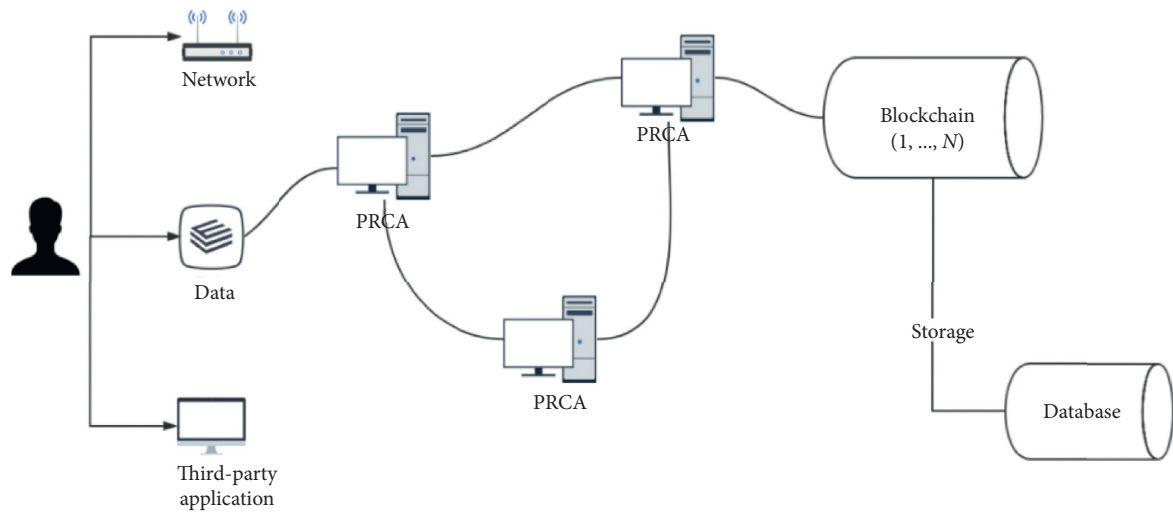 Network
PRCA
Blockchain
(1, ..., N)
PRCA
Data
Storage
PRCA
Database
Third-party
application